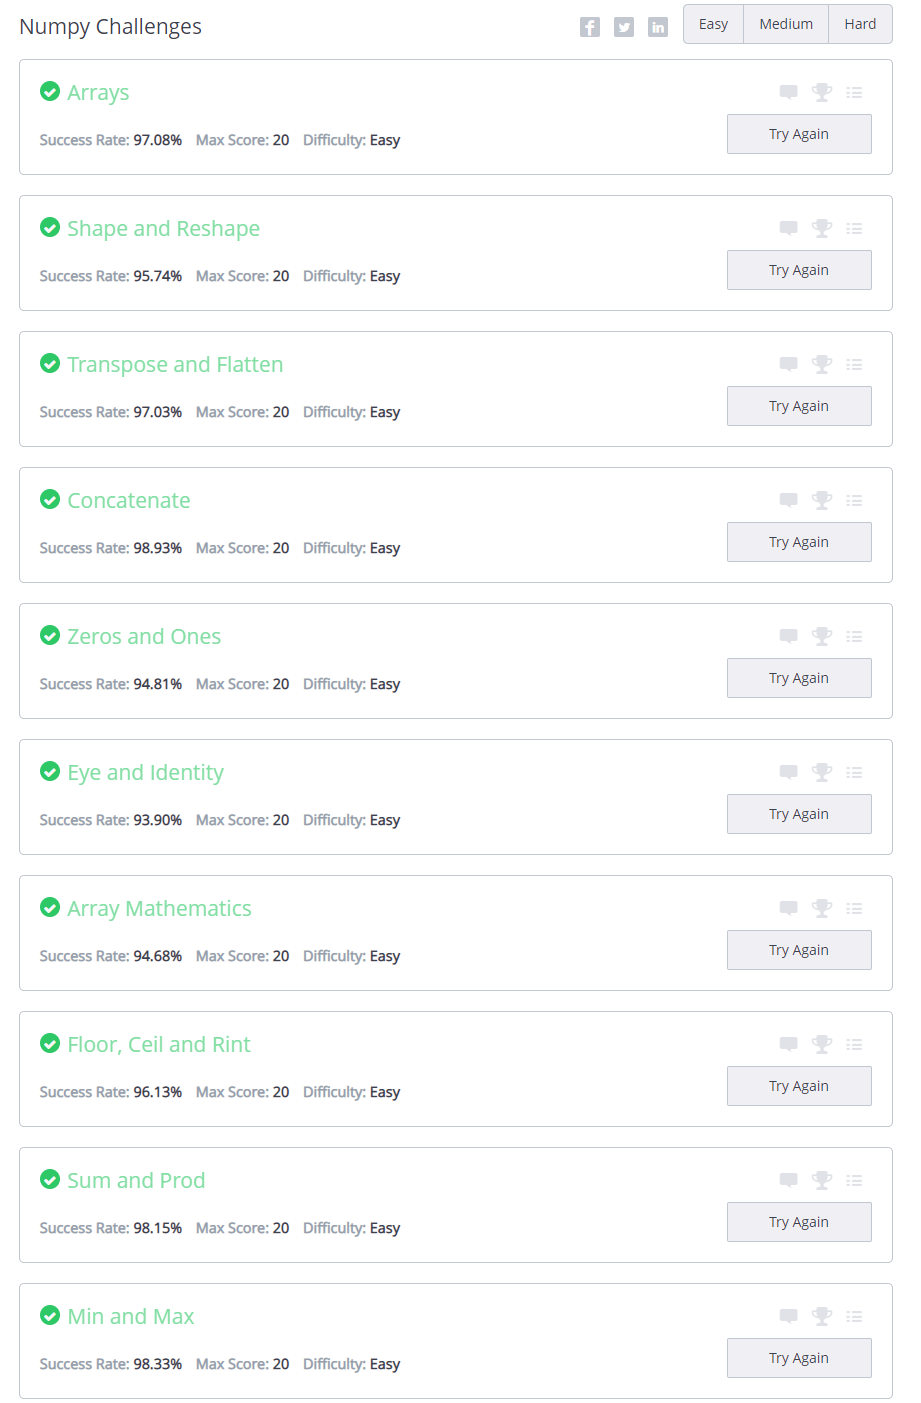 Numpy Challenges
Easy Medium Hard
Arrays
Success Rate: 97.08% Max Score: 20 Difficulty: Easy
Try Again
Shape and Reshape
Success Rate: 95.74% Max Score: 20 Difficulty: Easy
Try Again
Transpose and Flatten
Success Rate: 97.03% Max Score: 20 Difficulty: Easy
Try Again
Concatenate
Success Rate: 98.93% Max Score: 20 Difficulty: Easy
Try Again
Zeros and Ones
Success Rate: 94.81% Max Score: 20 Difficulty: Easy
Try Again
Eye and Identity
Success Rate: 93.90% Max Score: 20 Difficulty: Easy
Try Again
Array Mathematics
Success Rate: 94.68% Max Score: 20 Difficulty: Easy
Try Again
Floor, Ceil and Rint
Success Rate: 96.13% Max Score: 20 Difficulty: Easy
Try Again
Sum and Prod
Success Rate: 98.15% Max Score: 20 Difficulty: Easy
Try Again
Min and Max
Success Rate: 98.33% Max Score: 20 Difficulty: Easy
Try Again